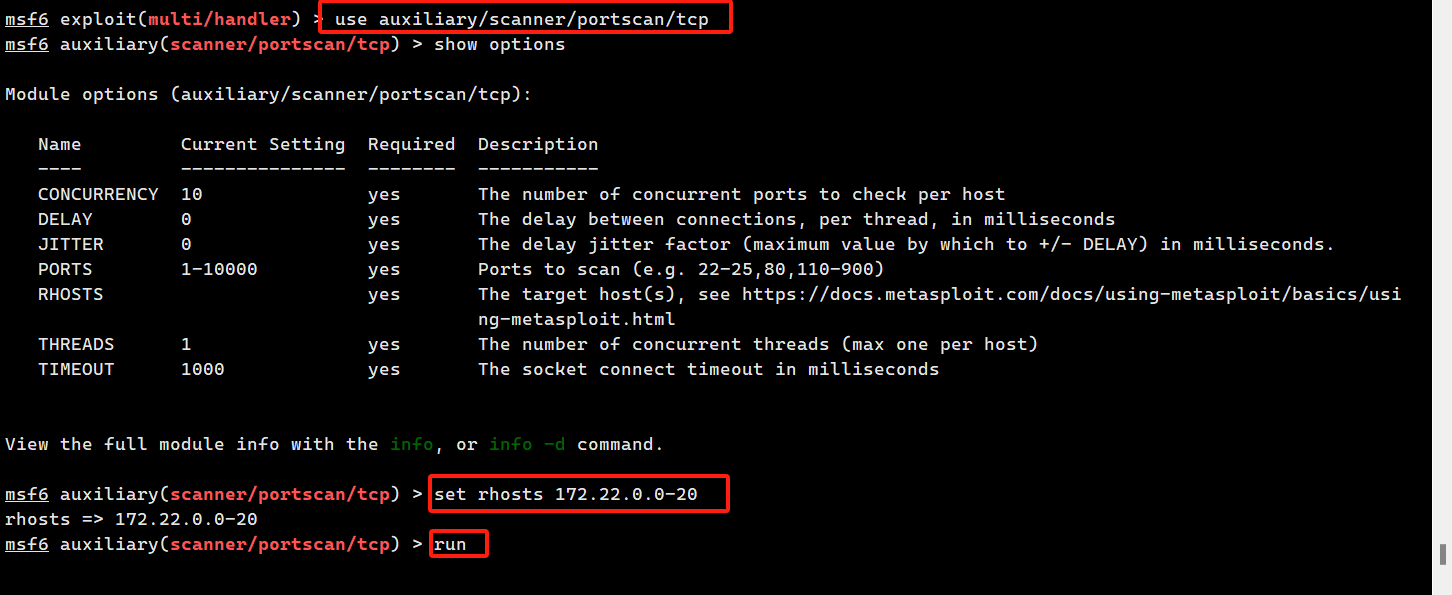 msf6 exploit(multi/handler) > use auxiliary/scanner/portscan/tcp
msf6 auxiliary(scanner/portscan/tcp) > show options
Module options (auxiliary/scanner/portscan/tcp):
Name Current Setting Required Description
---- --------------- -------- -----------
CONCURRENCY 10 yes The number of concurrent ports to check per host
DELAY 0 yes The delay between connections, per thread, in milliseconds
JITTER 0 yes The delay jitter factor (maximum value by which to +/- DELAY) in milliseconds.
PORTS 1-10000 yes Ports to scan (e.g. 22-25,80,110-900)
RHOSTS yes The target host(s), see https://docs.metasploit.com/docs/using-metasploit/basics/usi
ng-metasploit.html
THREADS 1 yes The number of concurrent threads (max one per host)
TIMEOUT 1000 yes The socket connect timeout in milliseconds
View the full module info with the info, or info -d command.
msf6 auxiliary(scanner/portscan/tcp) > set rhosts 172.22.0.0-20
rhosts => 172.22.0.0-20
msf6 auxiliary(scanner/portscan/tcp) > run